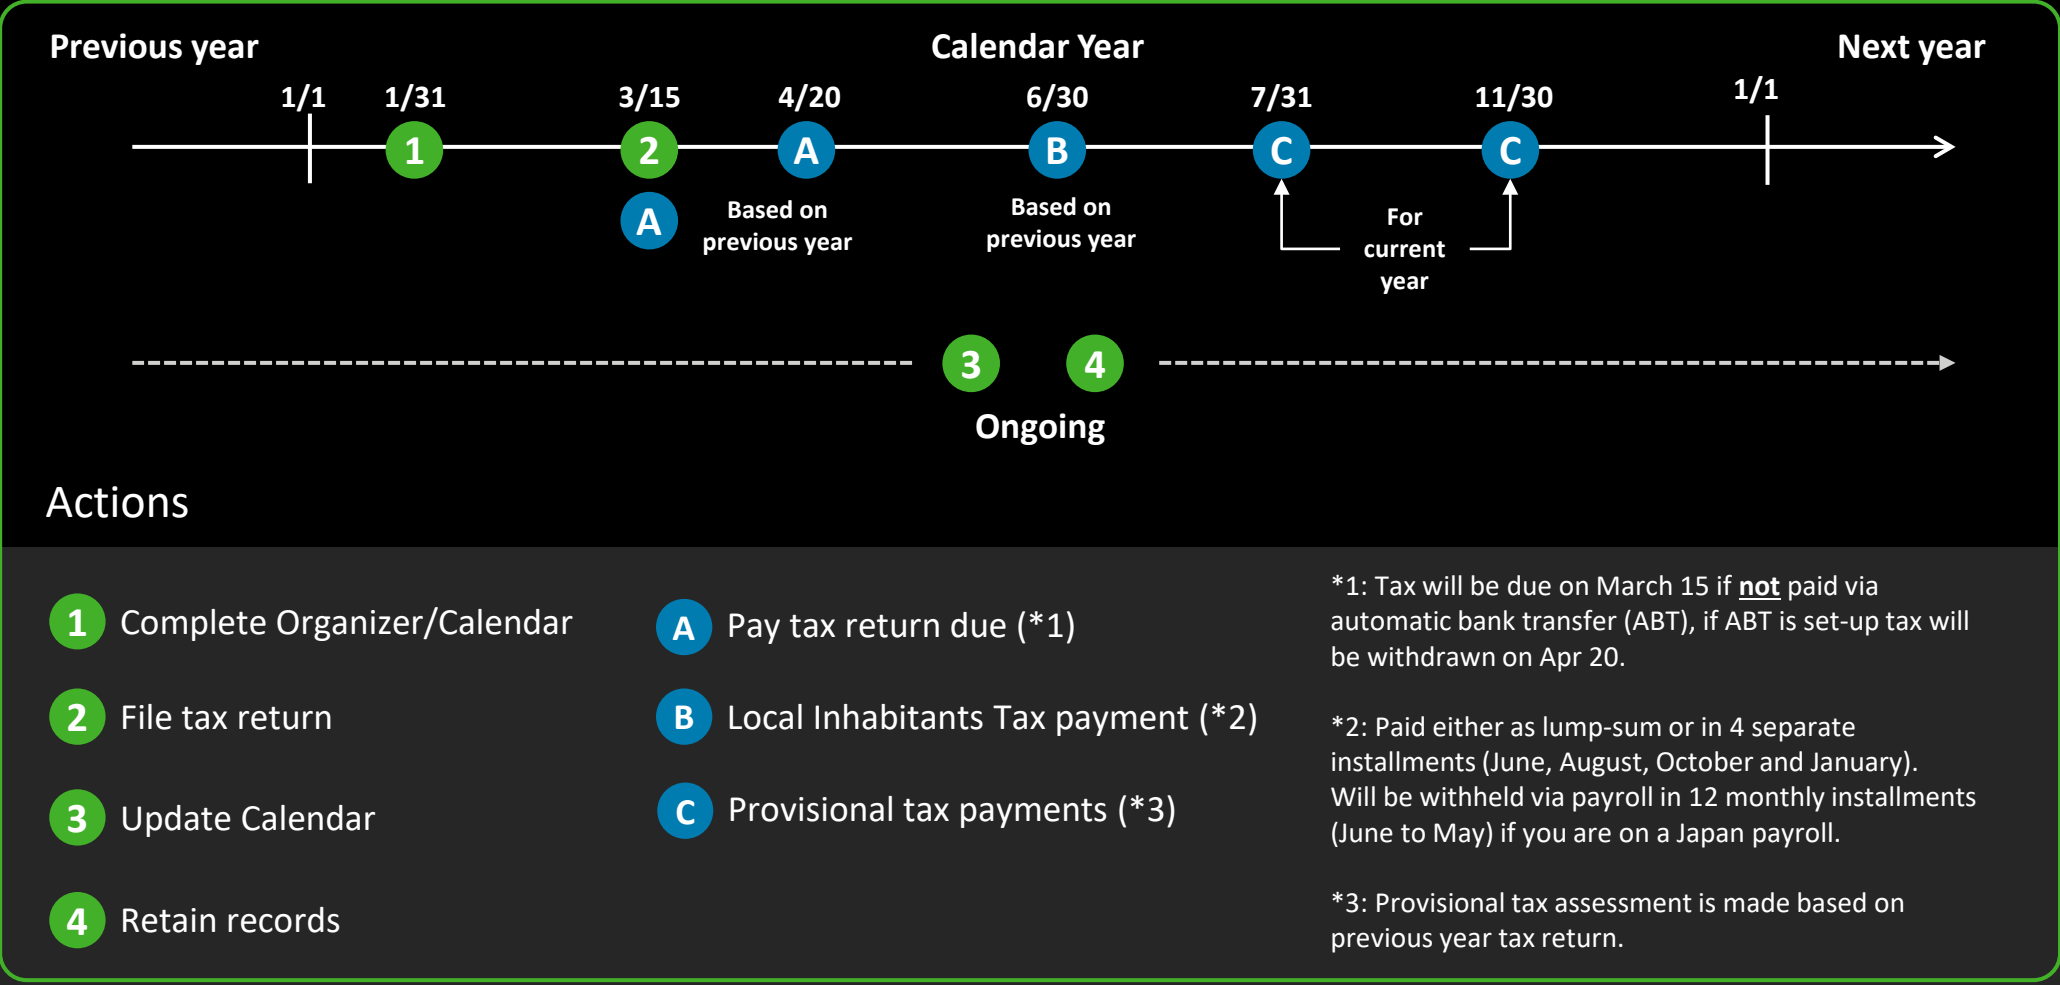 Previous year
Calendar Year
Next year
1/1
1/31
3/15
4/20
6/30
7/31
11/30
1/1
1
2
A
B
C
C
A
Based on
previous year
Based on
previous year
For
current
year
3
4
Ongoing
Actions
1 Complete Organizer/Calendar
2 File tax return
3 Update Calendar
4 Retain records
A Pay tax return due (*1)
B Local Inhabitants Tax payment (*2)
C Provisional tax payments (*3)
*1: Tax will be due on March 15 if not paid via
automatic bank transfer (ABT), if ABT is set-up tax will
be withdrawn on Apr 20.
*2: Paid either as lump-sum or in 4 separate
installments (June, August, October and January).
Will be withheld via payroll in 12 monthly installments
(June to May) if you are on a Japan payroll.
*3: Provisional tax assessment is made based on
previous year tax return.